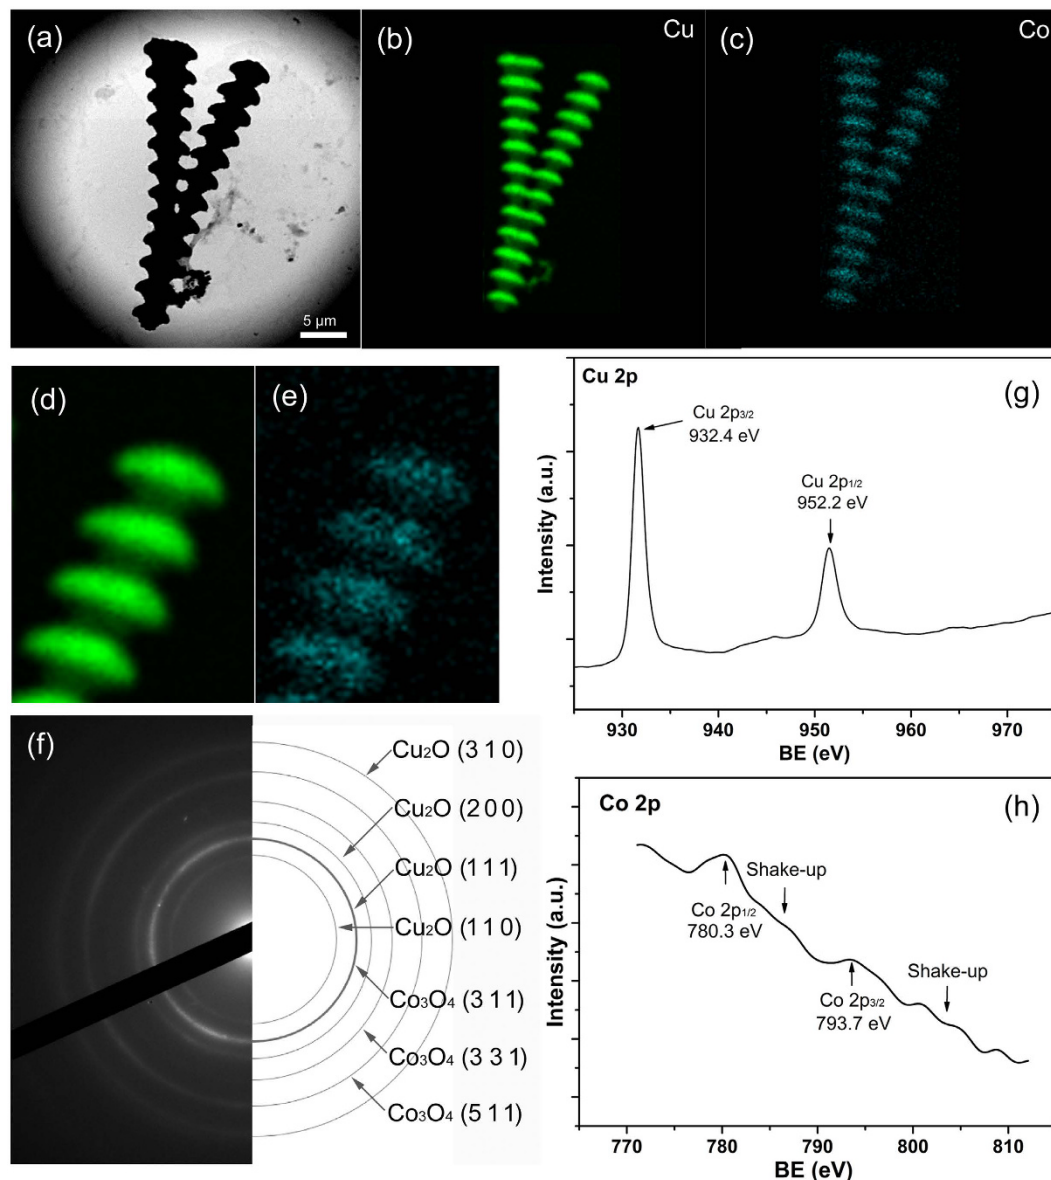 (a)
5 µm
(b)
Cu
(c)
Co
(d)
(e)
(f)
Cu₂O (3 1 0)
Cu₂O (2 0 0)
Cu₂O (1 1 1)
Cu₂O (1 1 0)
Co₃O₄ (3 1 1)
Co₃O₄ (3 3 1)
Co₃O₄ (5 1 1)
Cu 2p
(g)
Cu 2p3/2
932.4 eV
Cu 2p1/2
952.2 eV
Intensity (a.u.)
930 940 950 960 970
BE (eV)
Co 2p
(h)
Shake-up
Co 2p1/2
780.3 eV
Shake-up
Co 2p3/2
793.7 eV
Intensity (a.u.)
770 780 790 800 810
BE (eV)